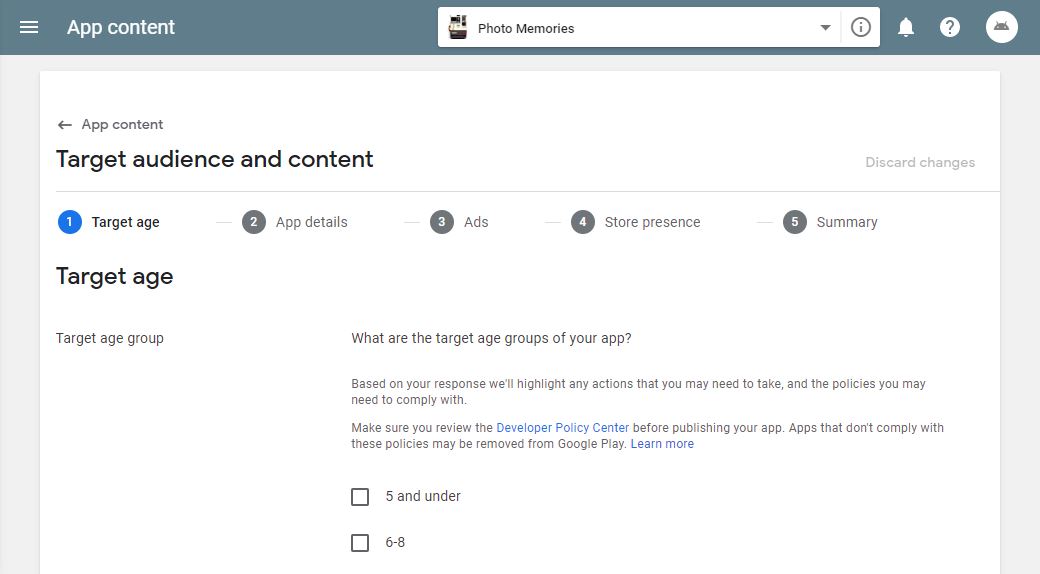 App content
Photo Memories
App content
Target audience and content
Discard changes
1 Target age
2 App details
3 Ads
4 Store presence
5 Summary
Target age
Target age group
What are the target age groups of your app?
Based on your response we'll highlight any actions that you may need to take, and the policies you may
need to comply with.
Make sure you review the Developer Policy Center before publishing your app. Apps that don't comply with
these policies may be removed from Google Play. Learn more
5 and under
6-8